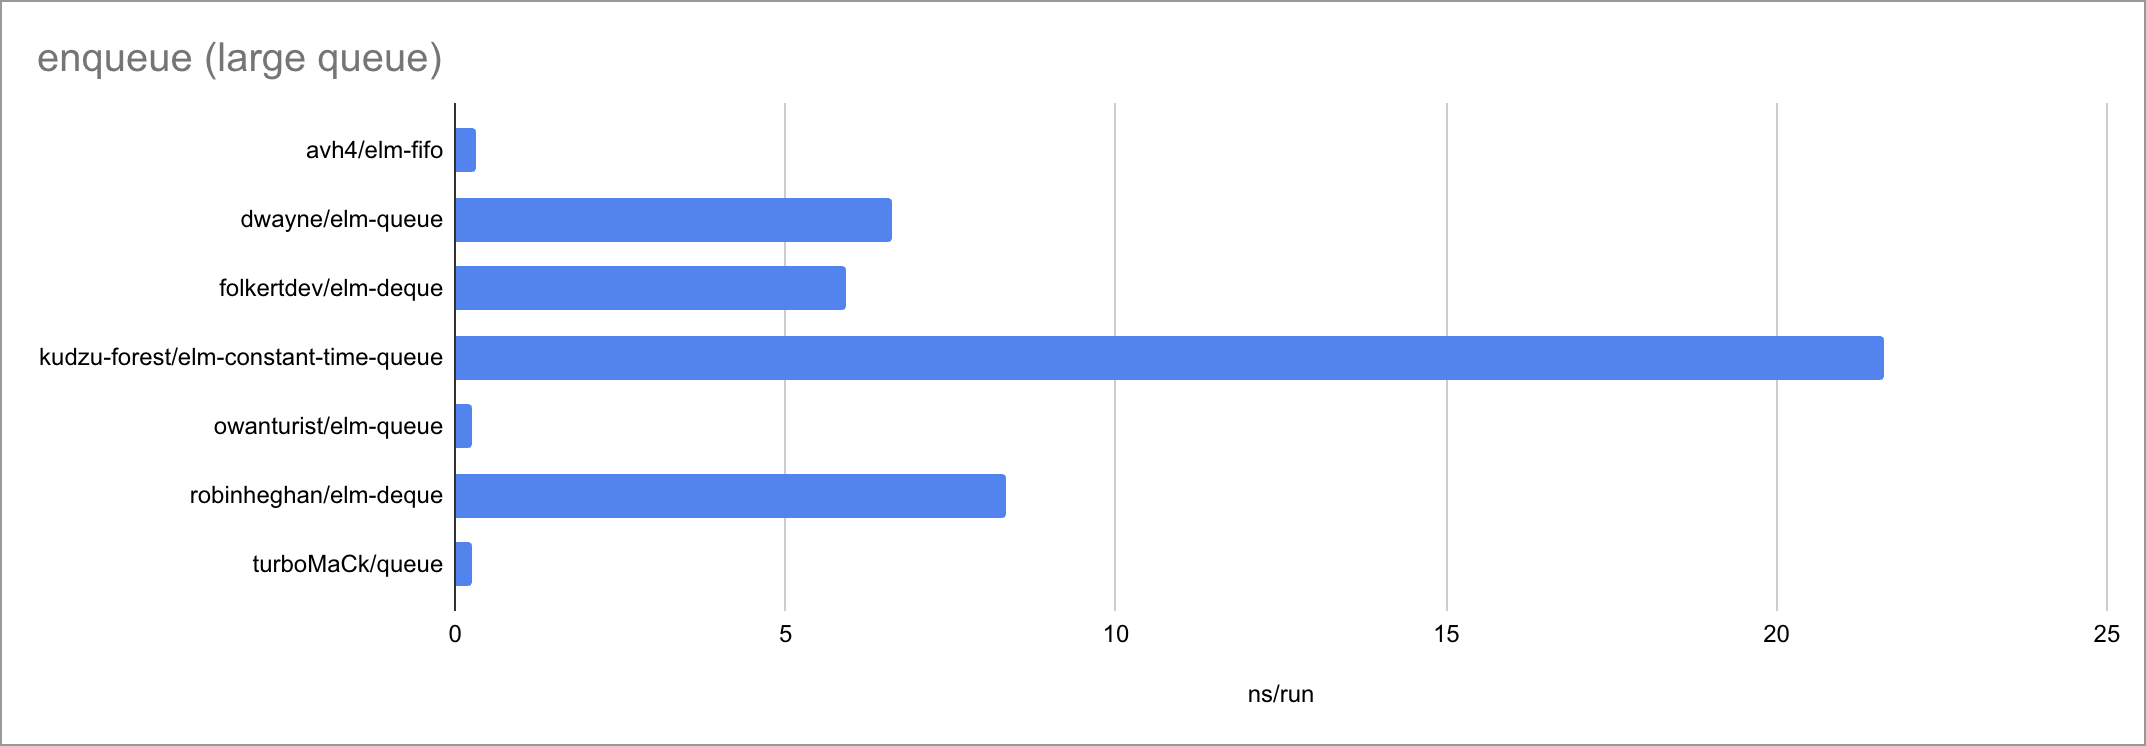 enqueue (large queue)
avh4/elm-fifo
dwayne/elm-queue
folkertdev/elm-deque
kudzu-forest/elm-constant-time-queue
owanturist/elm-queue
robinheghan/elm-deque
turboMaCk/queue
0 5 10 15 20 25
ns/run